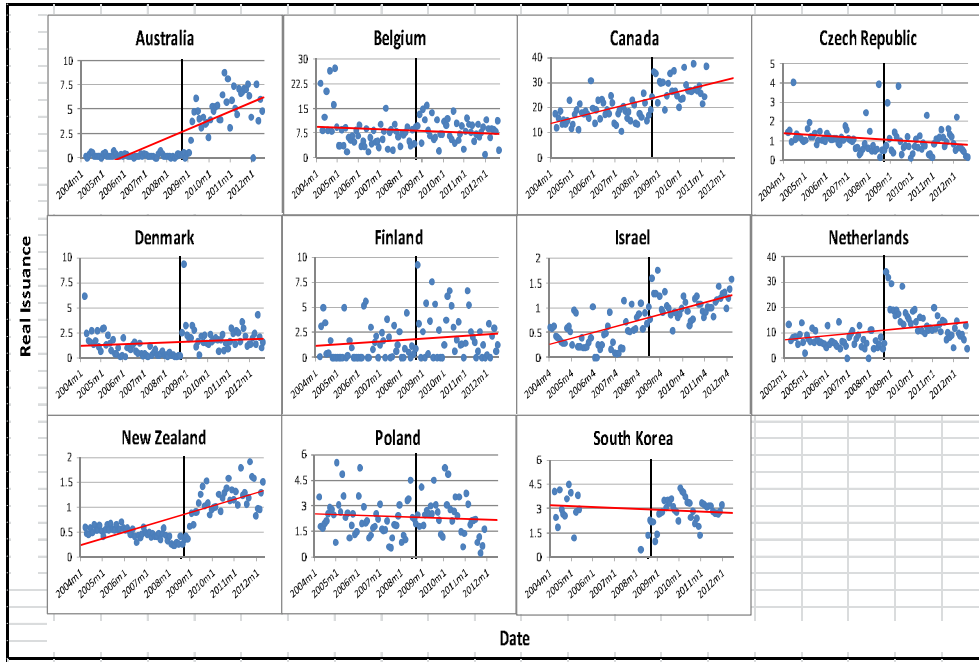 Real Issuance
Australia
10
7.5
5
2.5
0
2004m1 2005m1 2006m1 2007m1 2008m1 2009m1 2010m1 2011m1 2012m1
Belgium
30
22.5
15
7.5
0
2004m1 2005m1 2006m1 2007m1 2008m1 2009m1 2010m1 2011m1 2012m1
Canada
40
30
20
10
0
2004m1 2005m1 2006m1 2007m1 2008m1 2009m1 2010m1 2011m1 2012m1
Czech Republic
5
4
3
2
1
0
2004m1 2005m1 2006m1 2007m1 2008m1 2009m1 2010m1 2011m1 2012m1
Denmark
10
7.5
5
2.5
0
2004m1 2005m1 2006m1 2007m1 2008m1 2009m1 2010m1 2011m1 2012m1
Finland
10
7.5
5
2.5
0
2004m1 2005m1 2006m1 2007m1 2008m1 2009m1 2010m1 2011m1 2012m1
Israel
2
1.5
1
0.5
0
2004m4 2005m4 2006m4 2007m4 2008m4 2009m4 2010m4 2011m4 2012m4
Netherlands
40
30
20
10
0
2002m1 2005m1 2006m1 2007m1 2008m1 2009m1 2010m1 2011m1 2012m1
New Zealand
2
1.5
1
0.5
0
2004m1 2005m1 2006m1 2007m1 2008m1 2009m1 2010m1 2011m1 2012m1
Poland
6
4.5
3
1.5
0
2004m1 2005m1 2006m1 2007m1 2008m1 2009m1 2010m1 2011m1 2012m1
South Korea
6
5
3
2
0
2004m1 2005m1 2006m1 2007m1 2008m1 2009m1 2010m1 2011m1 2012m1
Date